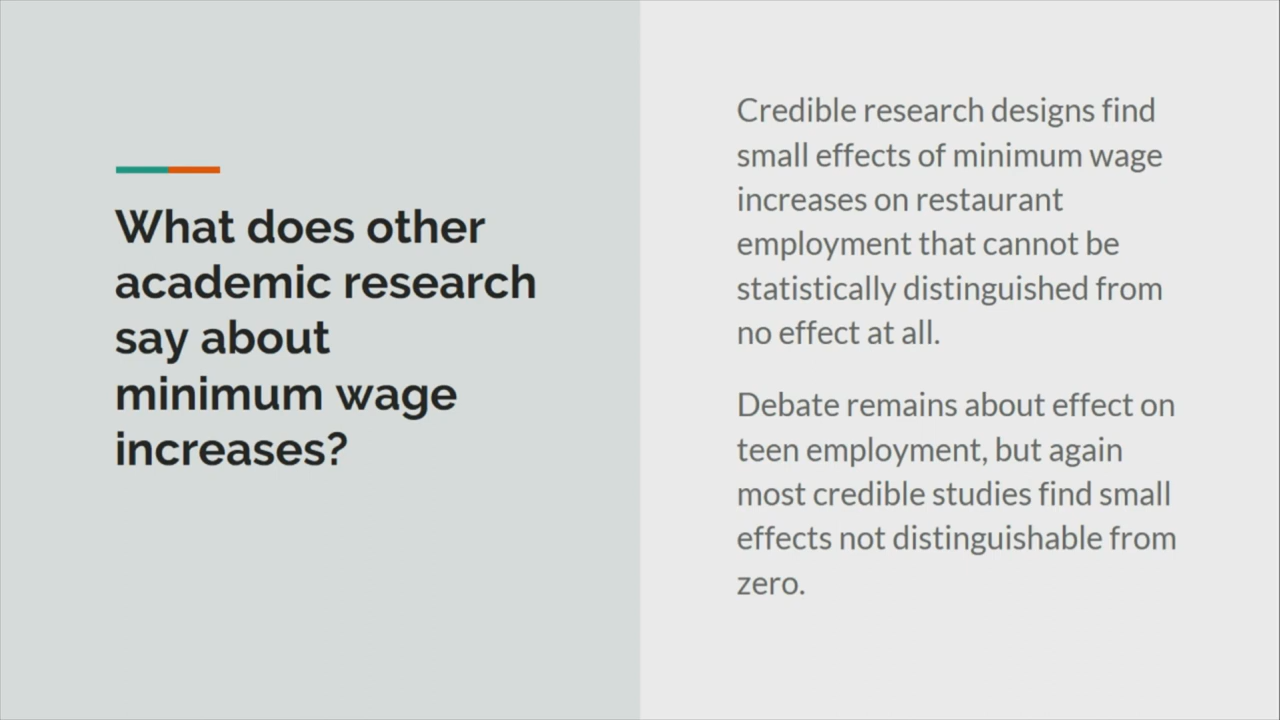 What does other
academic research
say about
minimum wage
increases?
Credible research designs find
small effects of minimum wage
increases on restaurant
employment that cannot be
statistically distinguished from
no effect at all.
Debate remains about effect on
teen employment, but again
most credible studies find small
effects not distinguishable from
zero.